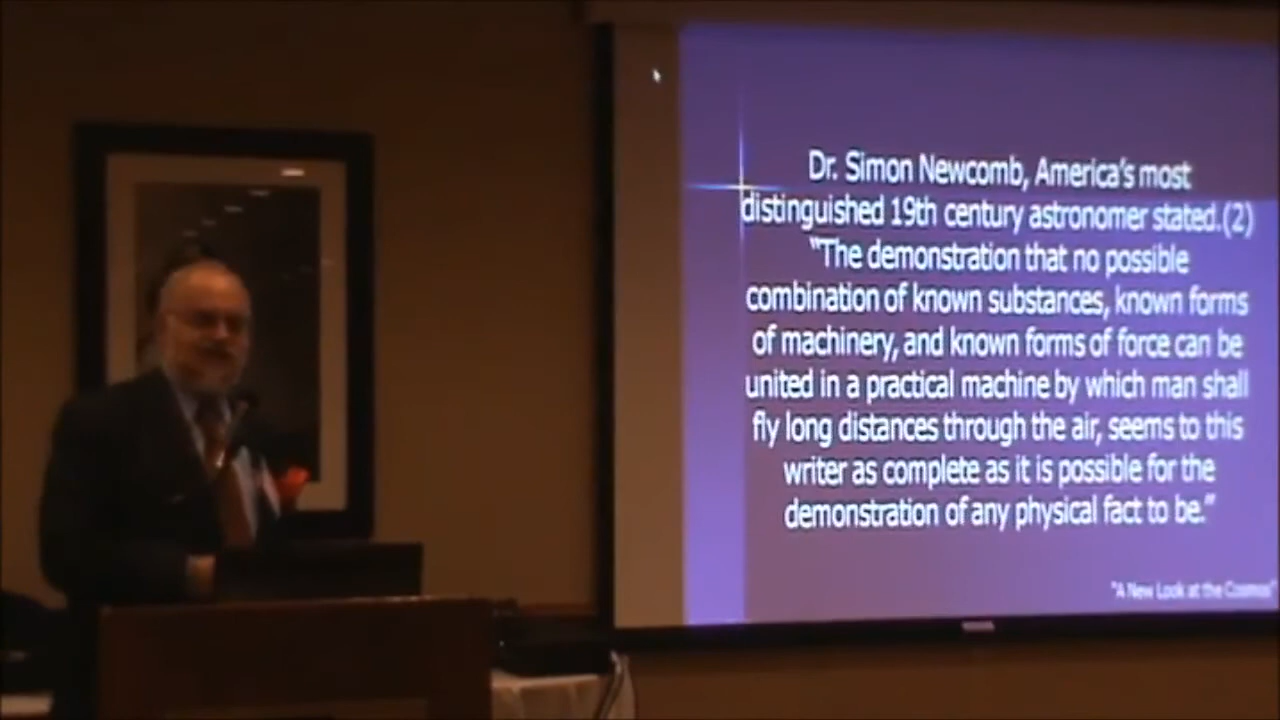 Dr. Simon Newcomb, America's most
distinguished 19th century astronomer stated.(2)
"The demonstration that no possible
combination of known substances, known forms
of machinery, and known forms of force can be
united in a practical machine by which man shall
fly long distances through the air, seems to this
writer as complete as it is possible for the
demonstration of any physical fact to be."
"A New Look at the Cosmos"